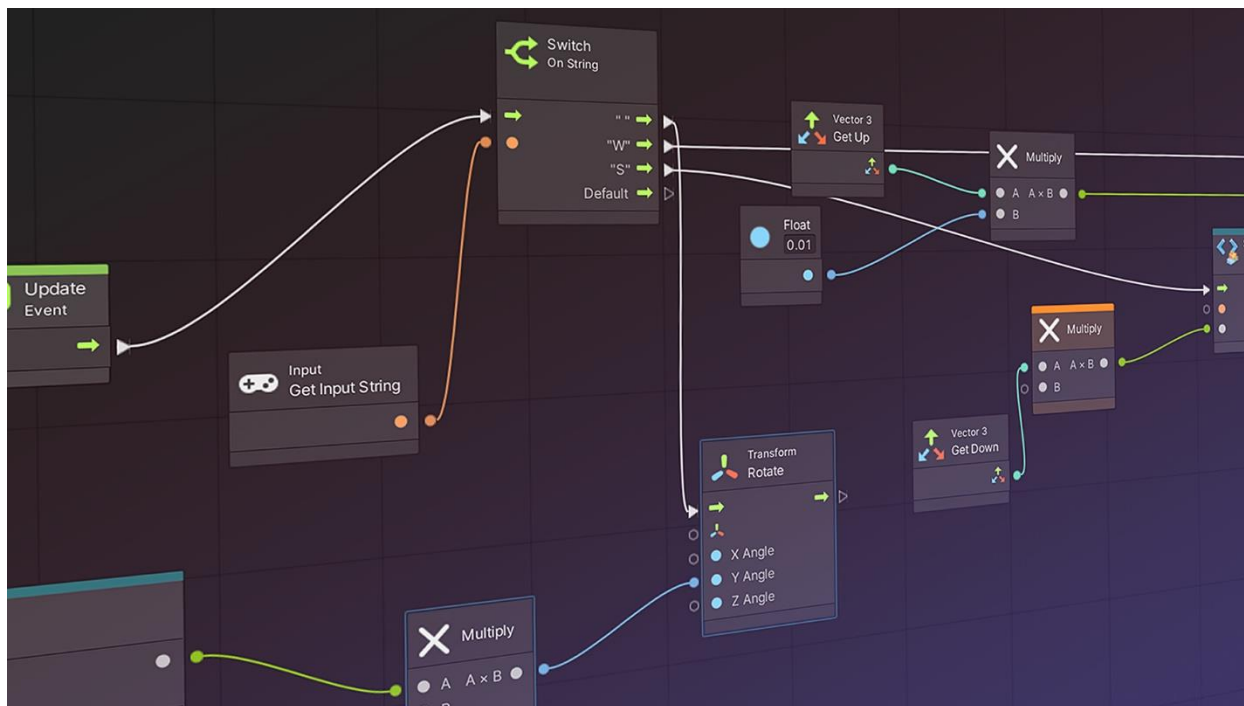 Switch
On String
" "
"W"
"S"
Default
Vector 3
Get Up
Multiply
A A × B
B
Float
0.01
Update
Event
Input
Get Input String
Multiply
A A × B
B
Vector 3
Get Down
Transform
Rotate
X Angle
Y Angle
Z Angle
Multiply
A A × B